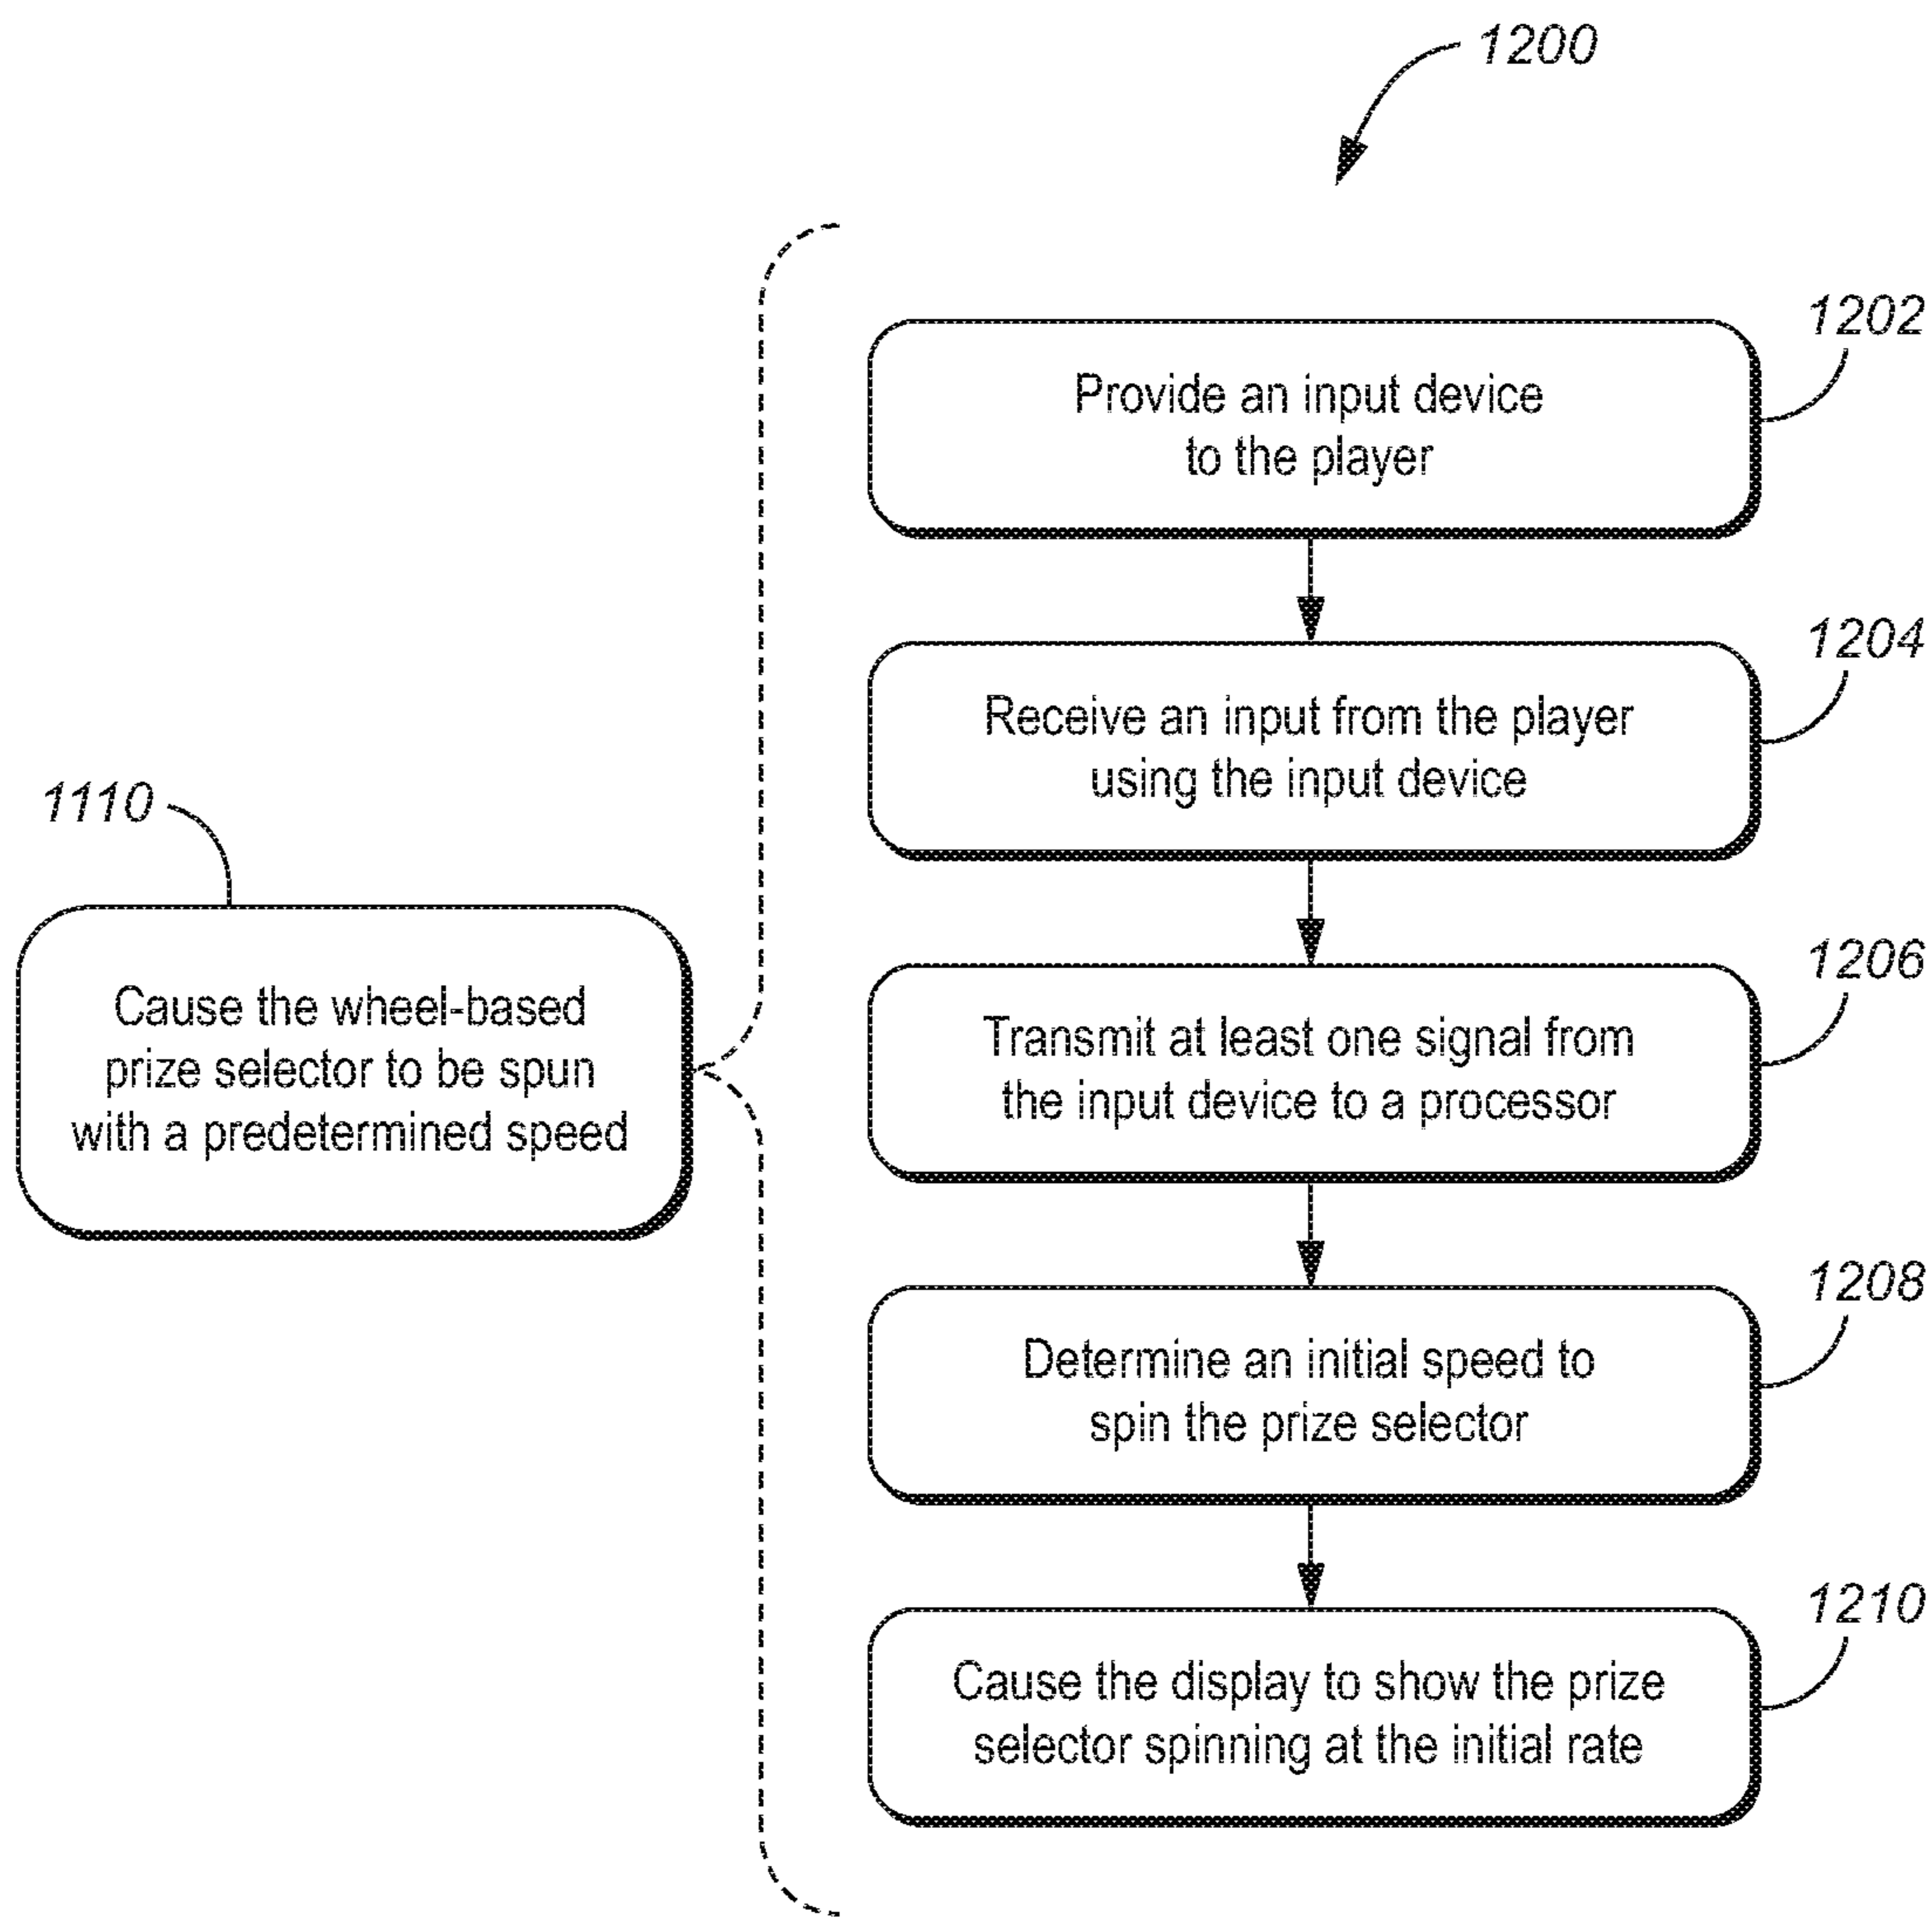 1200
1202
Provide an input device
to the player
1204
Receive an input from the player
using the input device
1110
Cause the wheel-based
prize selector to be spun
with a predetermined speed
1206
Transmit at least one signal from
the input device to a processor
1208
Determine an initial speed to
spin the prize selector
1210
Cause the display to show the prize
selector spinning at the initial rate